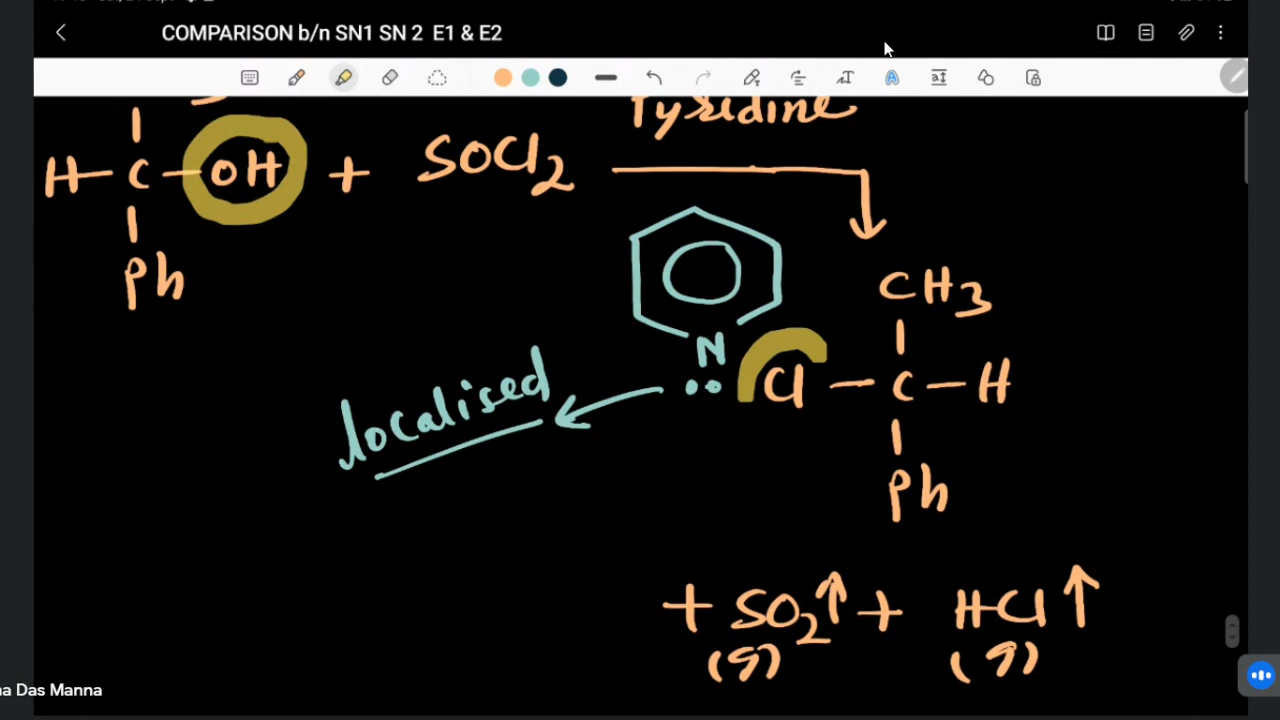 COMPARISON b/n SN1 SN 2 E1 & E2
Pyridine
H-C-OH + SOCl2
Ph
CH3
N
Cl-C-H
localised
Ph
+ SO2↑ + HCl↑
(g) (g)
Das Manna